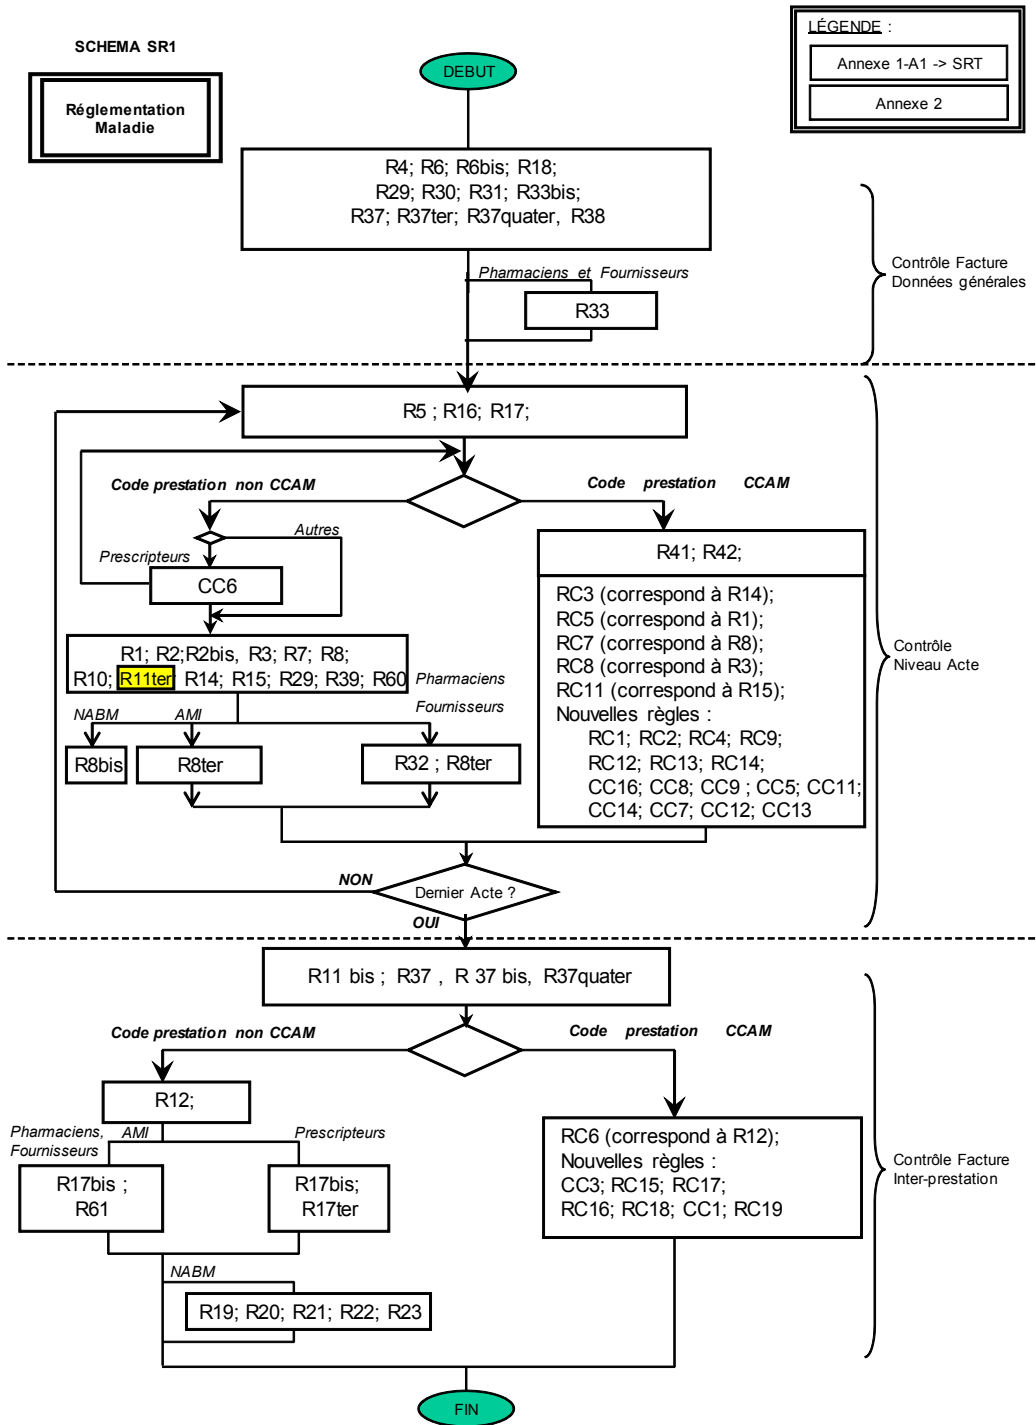 SCHEMA SR1
Réglementation
Maladie
DEBUT
LÉGENDE :
Annexe 1-A1 -> SRT
Annexe 2
R4; R6; R6bis; R18;
R29; R30; R31; R33bis;
R37; R37ter; R37quater, R38
Pharmaciens et Fournisseurs
R33
Contrôle Facture
Données générales
R5 ; R16; R17;
Code prestation non CCAM
Code prestation CCAM
Autres
Prescripteurs
CC6
R1; R2;R2bis, R3; R7; R8;
R10; R11ter; R14; R15; R29; R39; R60
Pharmaciens
Fournisseurs
NABM
AMI
R8bis
R8ter
R32 ; R8ter
R41; R42;
RC3 (correspond à R14);
RC5 (correspond à R1);
RC7 (correspond à R8);
RC8 (correspond à R3);
RC11 (correspond à R15);
Nouvelles règles :
RC1; RC2; RC4; RC9;
RC12; RC13; RC14;
CC16; CC8; CC9 ; CC5; CC11;
CC14; CC7; CC12; CC13
Contrôle
Niveau Acte
NON
Dernier Acte ?
OUI
R11 bis ; R37 , R 37 bis, R37quater
Code prestation non CCAM
Code prestation CCAM
R12;
Pharmaciens,
Fournisseurs
AMI
Prescripteurs
R17bis ;
R61
R17bis;
R17ter
NABM
R19; R20; R21; R22; R23
RC6 (correspond à R12);
Nouvelles règles :
CC3; RC15; RC17;
RC16; RC18; CC1; RC19
Contrôle Facture
Inter-prestation
FIN